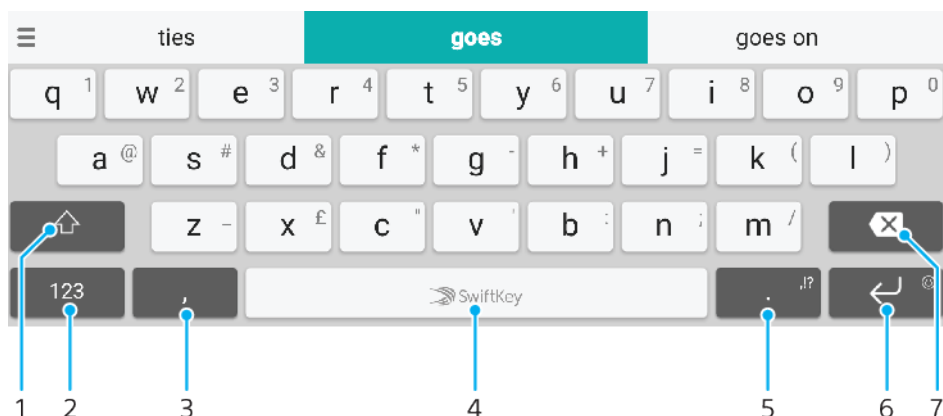 ties goes goes on
q 1 w 2 e 3 r 4 t 5 y 6 u 7 i 8 o 9 p 0
a @ s # d & f * g - h + j = k ( l )
z _ x £ c " v ' b : n ; m /
123 , SwiftKey . ,!?
1 2 3 4 5 6 7